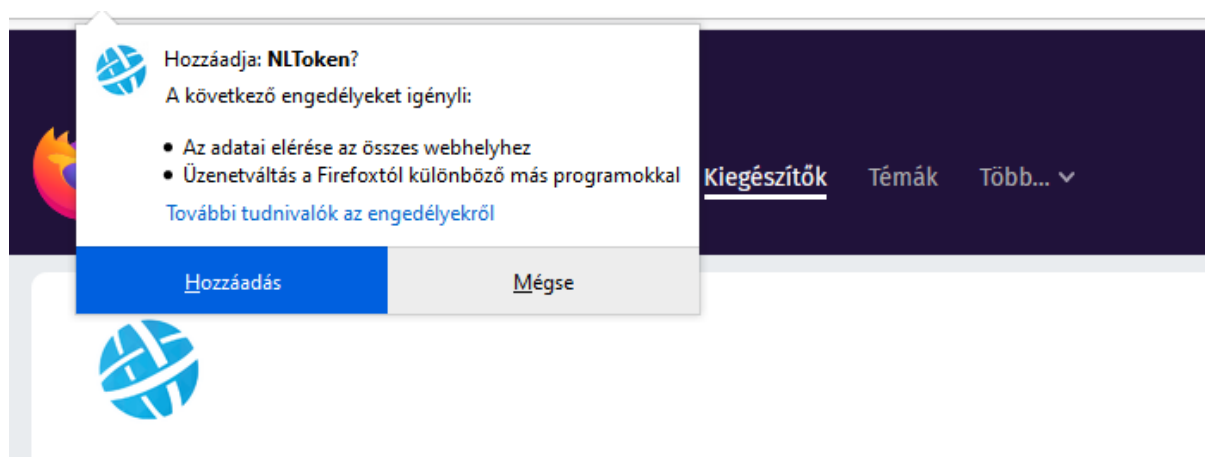 Hozzáadja: NLToken?
A következő engedélyeket igényli:
• Az adatai elérése az összes webhelyhez
• Üzenetváltás a Firefoxtól különböző más programokkal
További tudnivalók az engedélyekről
Hozzáadás Mégse
Kiegészítők Témák Több...